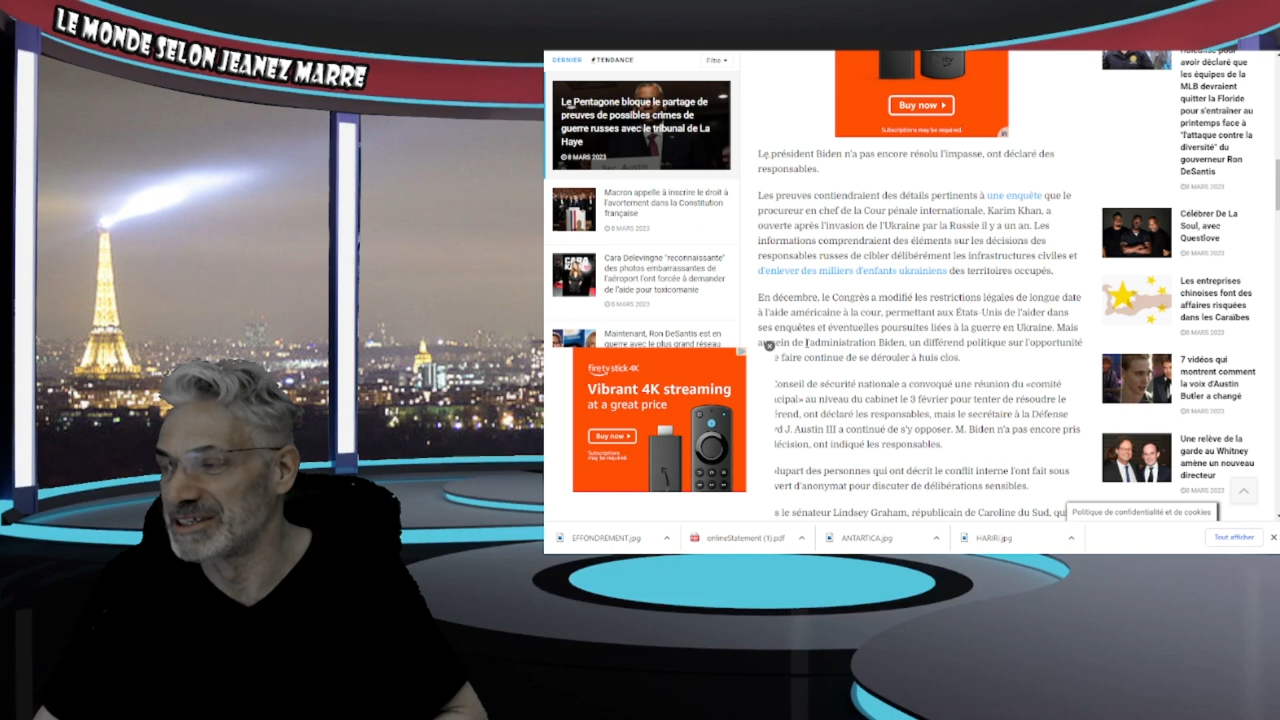 LE MONDE SELON JEANEZ MARRE
DERNIER
TENDANCE
Filtre
Le Pentagone bloque le partage de
preuves de possibles crimes de
guerre russes avec le tribunal de La
Haye
8 MARS 2023
Macron appelle à inscrire le droit à
l'avortement dans la Constitution
française
8 MARS 2023
Cara Delevingne "reconnaissante"
des photos embarrassantes de
l'aéroport l'ont forcée à demander
de l'aide pour toxicomanie
8 MARS 2023
Maintenant, Ron DeSantis est en
guerre avec le plus grand réseau
firetvstick 4K
Vibrant 4K streaming
at a great price
Buy now
Subscriptions
may be required.
Buy now
Subscriptions may be required.
Le président Biden n'a pas encore résolu l'impasse, ont déclaré des
responsables.
Les preuves contiendraient des détails pertinents à une enquête que le
procureur en chef de la Cour pénale internationale, Karim Khan, a
ouverte après l'invasion de l'Ukraine par la Russie il y a un an. Les
informations comprendraient des éléments sur les décisions des
responsables russes de cibler délibérément les infrastructures civiles et
d'enlever des milliers d'enfants ukrainiens des territoires occupés.
En décembre, le Congrès a modifié les restrictions légales de longue date
à l'aide américaine à la cour, permettant aux États-Unis de l'aider dans
ses enquêtes et éventuelles poursuites liées à la guerre en Ukraine. Mais
au sein de l'administration Biden, un différend politique sur l'opportunité
e faire continue de se dérouler à huis clos.
Conseil de sécurité nationale a convoqué une réunion du «comité
ncipal» au niveau du cabinet le 3 février pour tenter de résoudre le
érend, ont déclaré les responsables, mais le secrétaire à la Défense
rd J. Austin III a continué de s'y opposer. M. Biden n'a pas encore pris
lécision, ont indiqué les responsables.
plupart des personnes qui ont décrit le conflit interne l'ont fait sous
vert d'anonymat pour discuter de délibérations sensibles.
s le sénateur Lindsey Graham, républicain de Caroline du Sud, qui
pour
avoir déclaré que
les équipes de la
MLB devraient
quitter la Floride
pour s'entraîner au
printemps face à
"l'attaque contre la
diversité" du
gouverneur Ron
DeSantis
8 MARS 2023
Célébrer De La
Soul, avec
Questlove
8 MARS 2023
Les entreprises
chinoises font des
affaires risquées
dans les Caraïbes
8 MARS 2023
7 vidéos qui
montrent comment
la voix d'Austin
Butler a changé
8 MARS 2023
Une relève de la
garde au Whitney
amène un nouveau
directeur
8 MARS 2023
Politique de confidentialité et de cookies
EFFONDREMENT.jpg
onlineStatement (1).pdf
ANTARTICA.jpg
HARIRI.jpg
Tout afficher